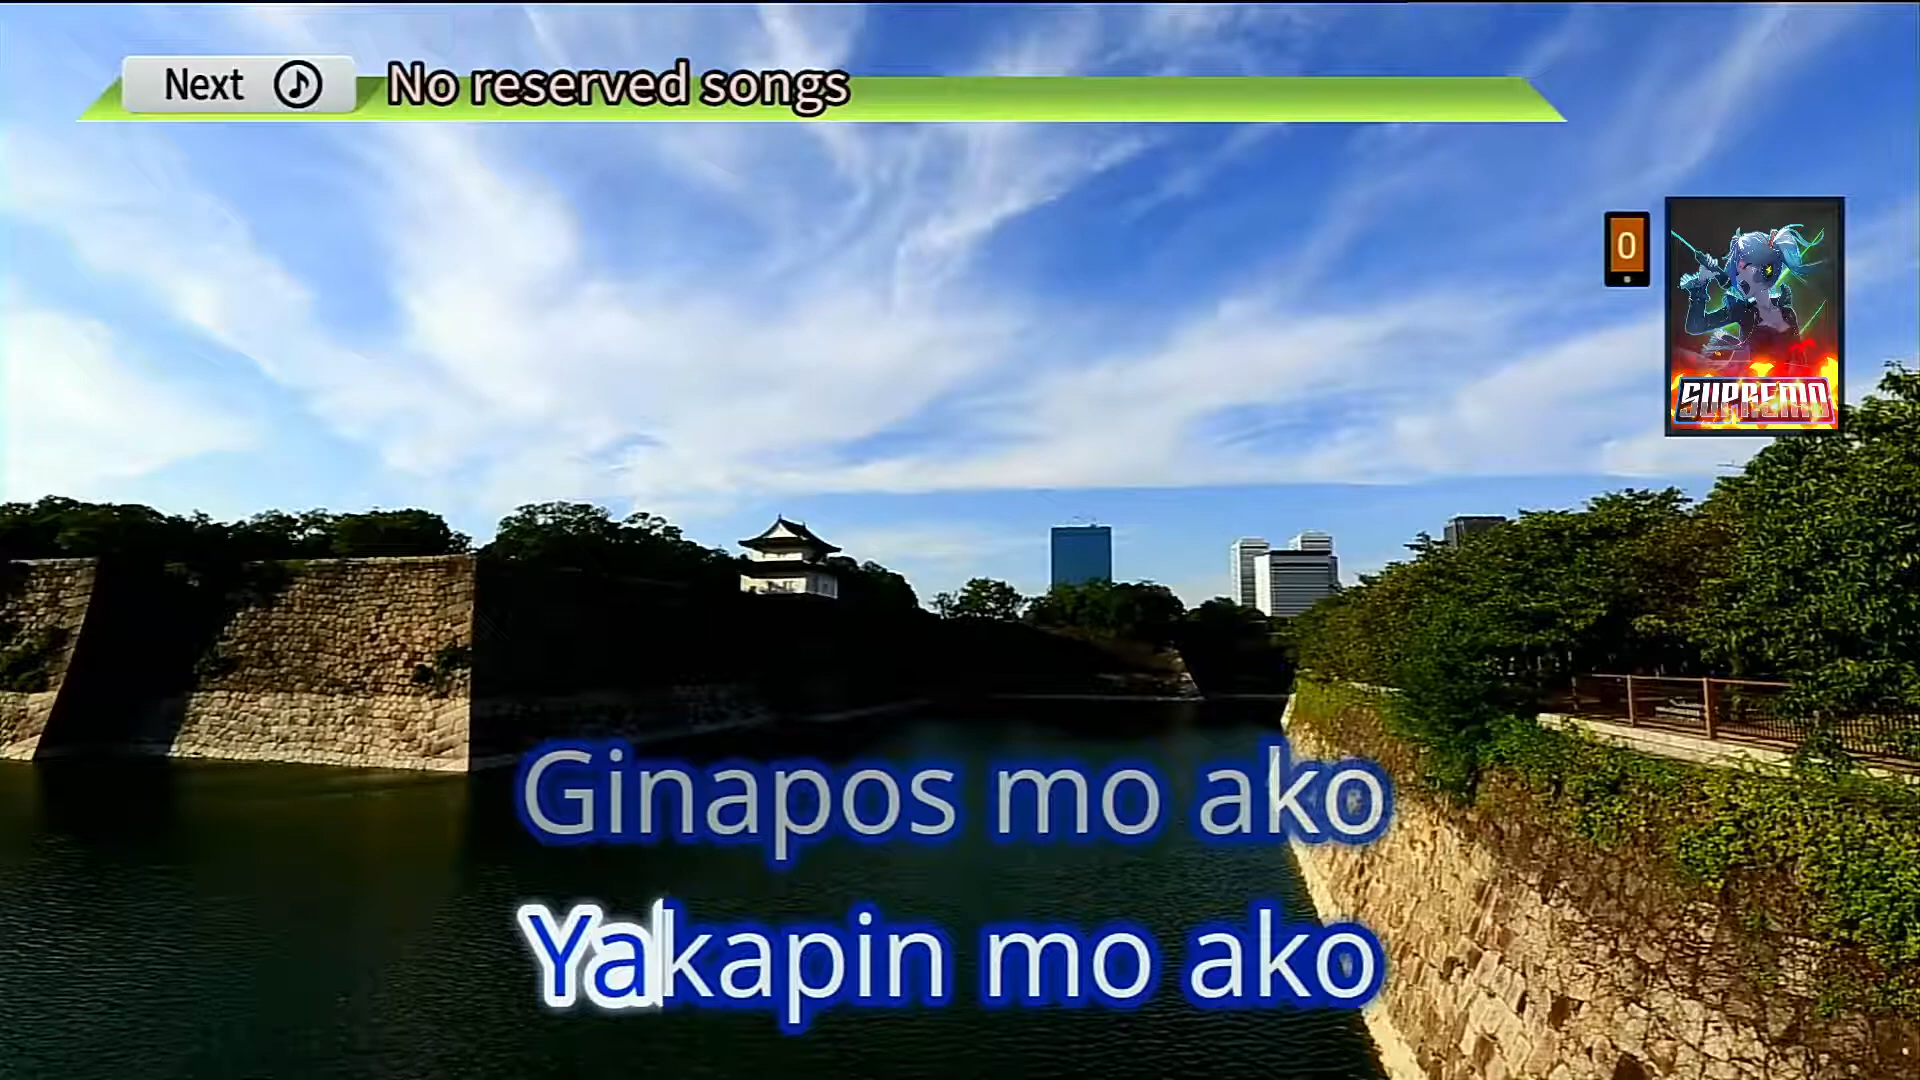 Next No reserved songs
0
SUPREMO
Ginapos mo ako
Yakapin mo ako